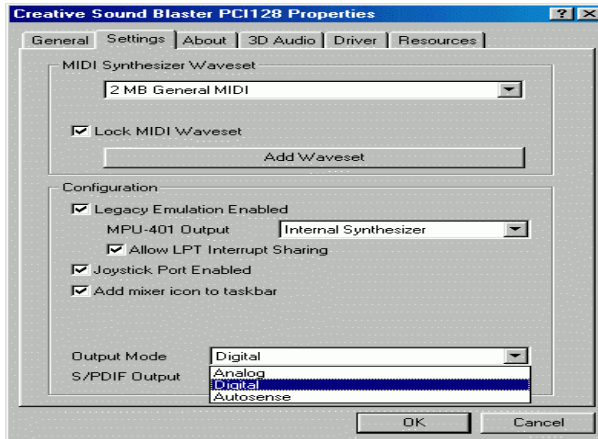 Creative Sound Blaster PCI128 Properties
General Settings About 3D Audio Driver Resources
MIDI Synthesizer Waveset
2 MB General MIDI
Lock MIDI Waveset
Add Waveset
Configuration
Legacy Emulation Enabled
MPU-401 Output Internal Synthesizer
Allow LPT Interrupt Sharing
Joystick Port Enabled
Add mixer icon to taskbar
Output Mode Digital
S/PDIF Output Analog
Digital
Autosense
OK Cancel